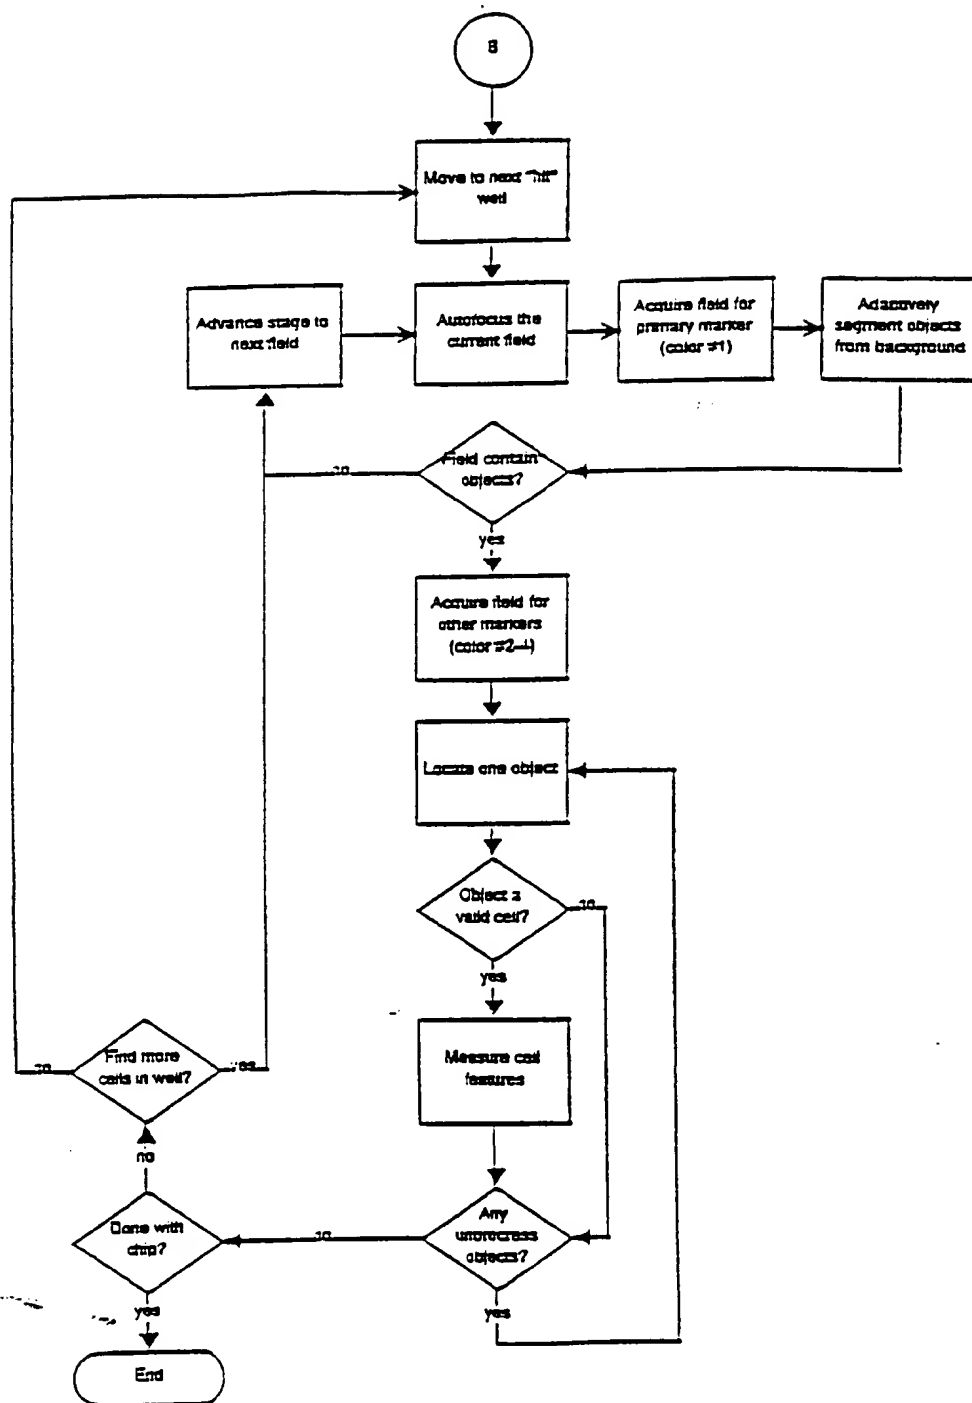 B
Move to next "hit"
well
Advance stage to
next field
Autofocus the
current field
Acquire field for
primary marker
(color #1)
Adaptively
segment objects
from background
Field contain
objects?
no
yes
Acquire field for
other markers
(color #2-4)
Locate one object
Object a
valid cell?
no
yes
Measure cell
features
Find more
cells in well?
no
yes
no
Done with
chip?
no
Any
unprocess
objects?
yes
yes
End